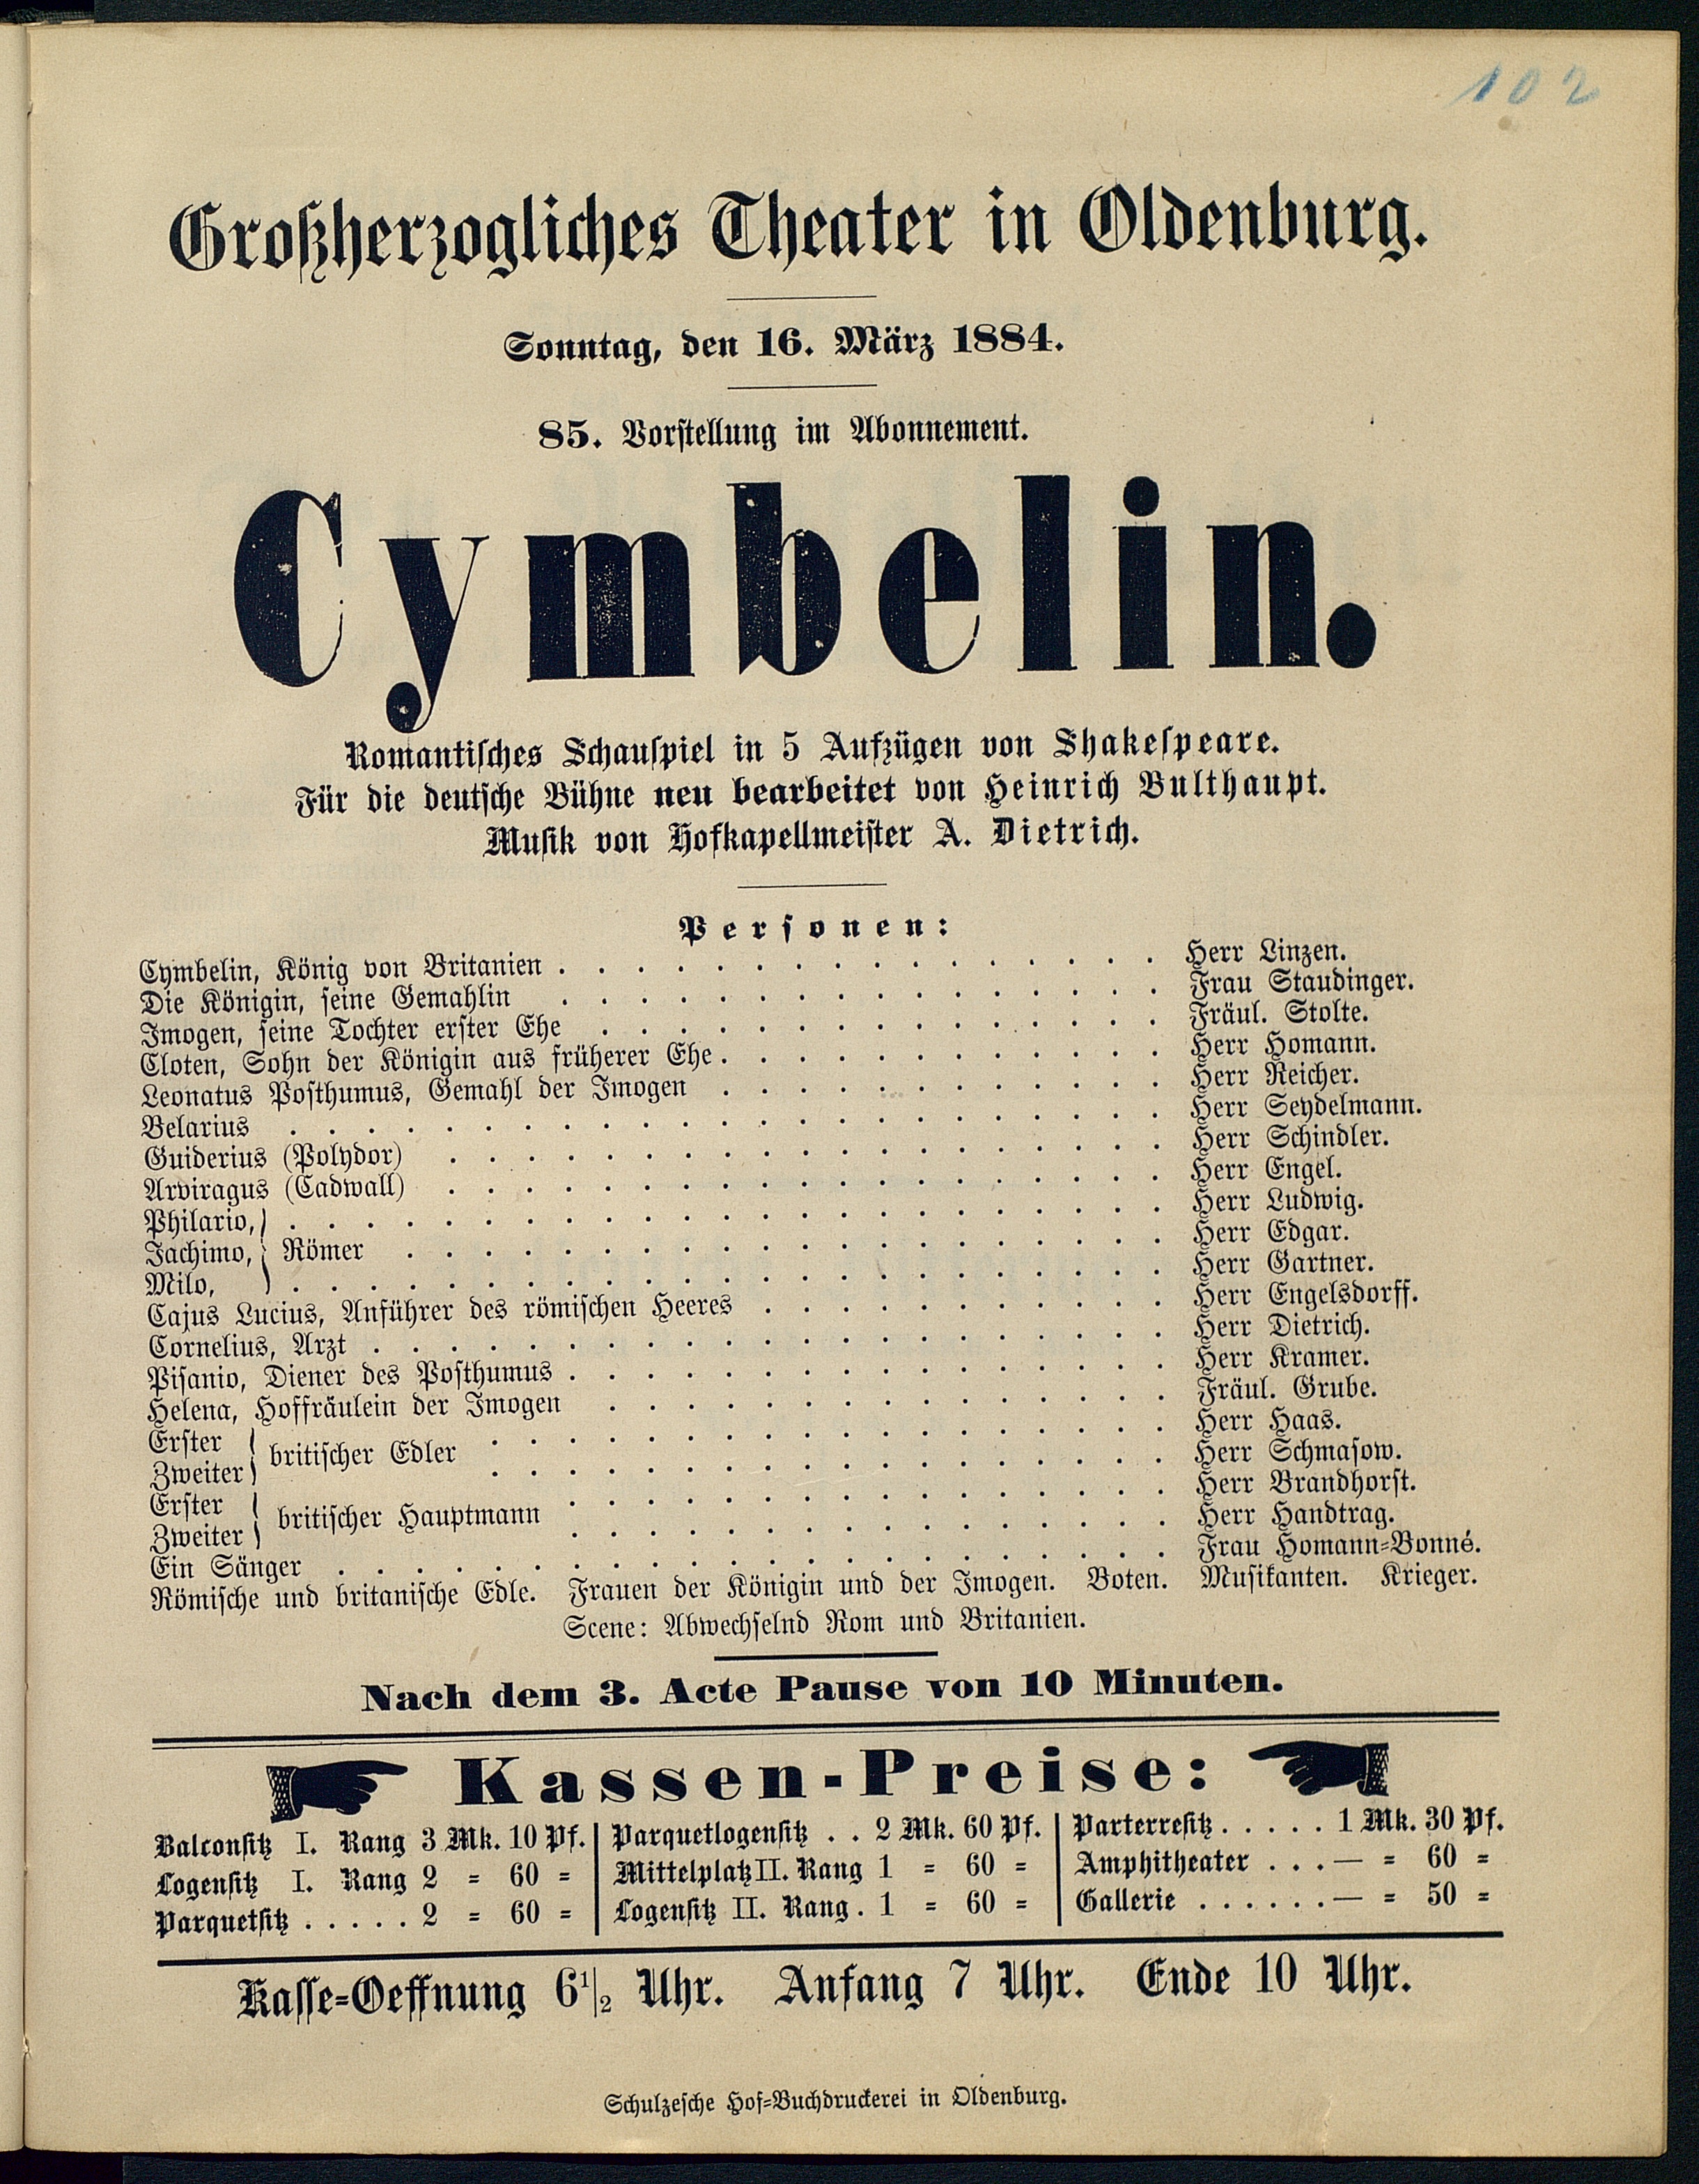 102
Großherzogliches Theater in Oldenburg.
Sonntag, den 16. März 1884.
85. Vorstellung im Abonnement.
Cymbelin.
Romantisches Schauspiel in 5 Aufzügen von Shakespeare.
Für die deutsche Bühne neu bearbeitet von Heinrich Bulthaupt.
Musik von Hofkapellmeister A. Dietrich.
Personen:
Cymbelin, König von Britanien . . . . . . . . . . . . . . . . Herr Linzen.
Die Königin, seine Gemahlin . . . . . . . . . . . . . . . . Frau Staudinger.
Imogen, seine Tochter erster Ehe . . . . . . . . . . . . . . . Fräul. Stolte.
Cloten, Sohn der Königin aus früherer Ehe . . . . . . . . . . . . Herr Homann.
Leonatus Posthumus, Gemahl der Imogen . . . . . . . . . . . . Herr Reicher.
Belarius . . . . . . . . . . . . . . . . . . . . . . . Herr Seydelmann.
Guiderius (Polydor) . . . . . . . . . . . . . . . . . . . Herr Schindler.
Arviragus (Cadwall) . . . . . . . . . . . . . . . . . . . Herr Engel.
Philario, . . . . . . . . . . . . . . . . . . . . . . . Herr Ludwig.
Jachimo, } Römer . . . . . . . . . . . . . . . . . . . . Herr Edgar.
Milo, . . . . . . . . . . . . . . . . . . . . . . . Herr Gartner.
Cajus Lucius, Anführer des römischen Heeres . . . . . . . . . . . Herr Engelsdorff.
Cornelius, Arzt . . . . . . . . . . . . . . . . . . . . . Herr Dietrich.
Pisanio, Diener des Posthumus . . . . . . . . . . . . . . . . Herr Kramer.
Helena, Hoffräulein der Imogen . . . . . . . . . . . . . . . Fräul. Grube.
Erster } britischer Edler . . . . . . . . . . . . . . . . . . Herr Haas.
Zweiter . . . . . . . . . . . . . . . . . . Herr Schmasow.
Erster } britischer Hauptmann . . . . . . . . . . . . . . . . Herr Brandhorst.
Zweiter . . . . . . . . . . . . . . . . Herr Handtrag.
Ein Sänger . . . . . . . . . . . . . . . . . . . . . . Frau Homann-Bonné.
Römische und britanische Edle. Frauen der Königin und der Imogen. Boten. Musikanten. Krieger.
Scene: Abwechselnd Rom und Britanien.
Nach dem 3. Acte Pause von 10 Minuten.
Kassen-Preise:
Balconsitz I. Rang 3 Mk. 10 Pf. | Parquetlogensitz . . 2 Mk. 60 Pf. | Parterresitz . . . . . 1 Mk. 30 Pf.
Logensitz I. Rang 2 = 60 = | Mittelplatz II. Rang 1 = 60 = | Amphitheater . . . — = 60 =
Parquetsitz . . . . . 2 = 60 = | Logensitz II. Rang . 1 = 60 = | Gallerie . . . . . . — = 50 =
Kasse-Oeffnung 6 1/2 Uhr. Anfang 7 Uhr. Ende 10 Uhr.
Schulzesche Hof-Buchdruckerei in Oldenburg.